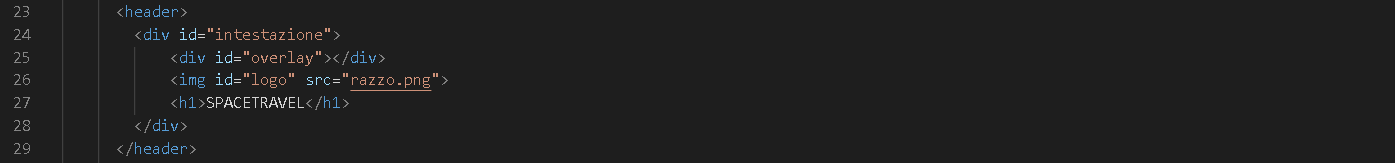 23 <header>
24 <div id="intestazione">
25 <div id="overlay"></div>
26 <img id="logo" src="razzo.png">
27 <h1>SPACETRAVEL</h1>
28 </div>
29 </header>